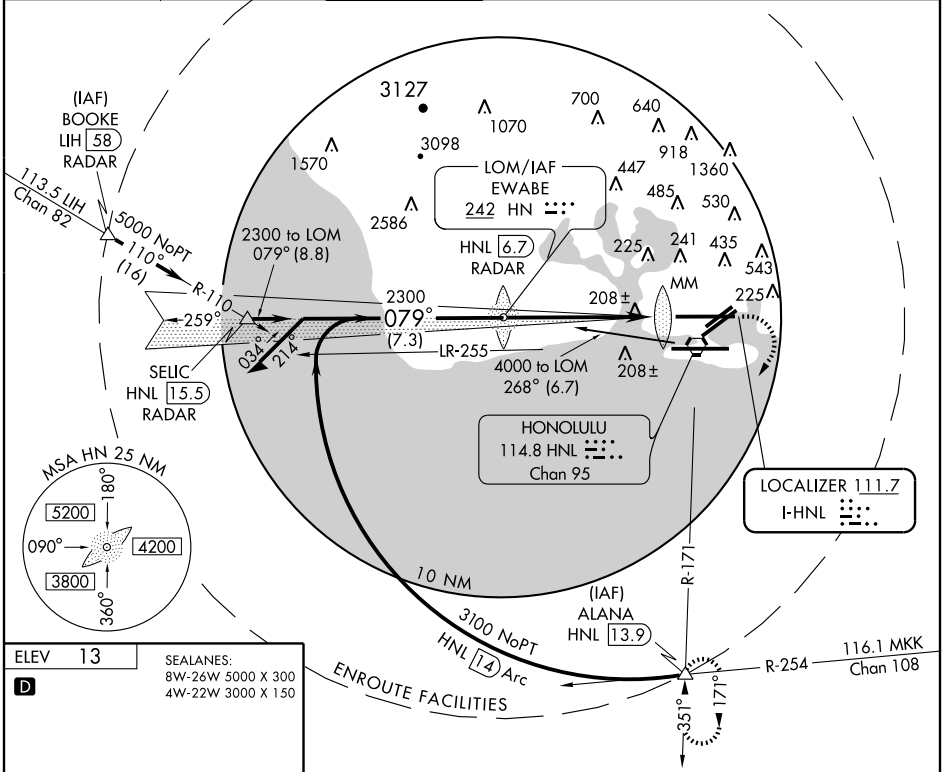 (IAF)
BOOKE
LIH 58
RADAR
113.5 LIH
Chan 82
5000 NoPT
110°
(16)
R-110
3127
3098
1570
2586
1070
700
640
918
1360
447
485
530
225
241
435
543
225
208±
208±
MM
LOM/IAF
EWABE
242 HN
HNL 6.7
RADAR
2300 to LOM
079° (8.8)
2300
079°
(7.3)
259°
034°
214°
LR-255
SELIC
HNL 15.5
RADAR
4000 to LOM
268° (6.7)
HONOLULU
114.8 HNL
Chan 95
LOCALIZER 111.7
I-HNL
MSA HN 25 NM
180°
5200
090°
4200
3800
360°
10 NM
3100 NoPT
HNL 14 Arc
(IAF)
ALANA
HNL 13.9
R-171
R-254
116.1 MKK
Chan 108
351°
171°
ENROUTE FACILITIES
ELEV 13
D
SEALANES:
8W-26W 5000 X 300
4W-22W 3000 X 150